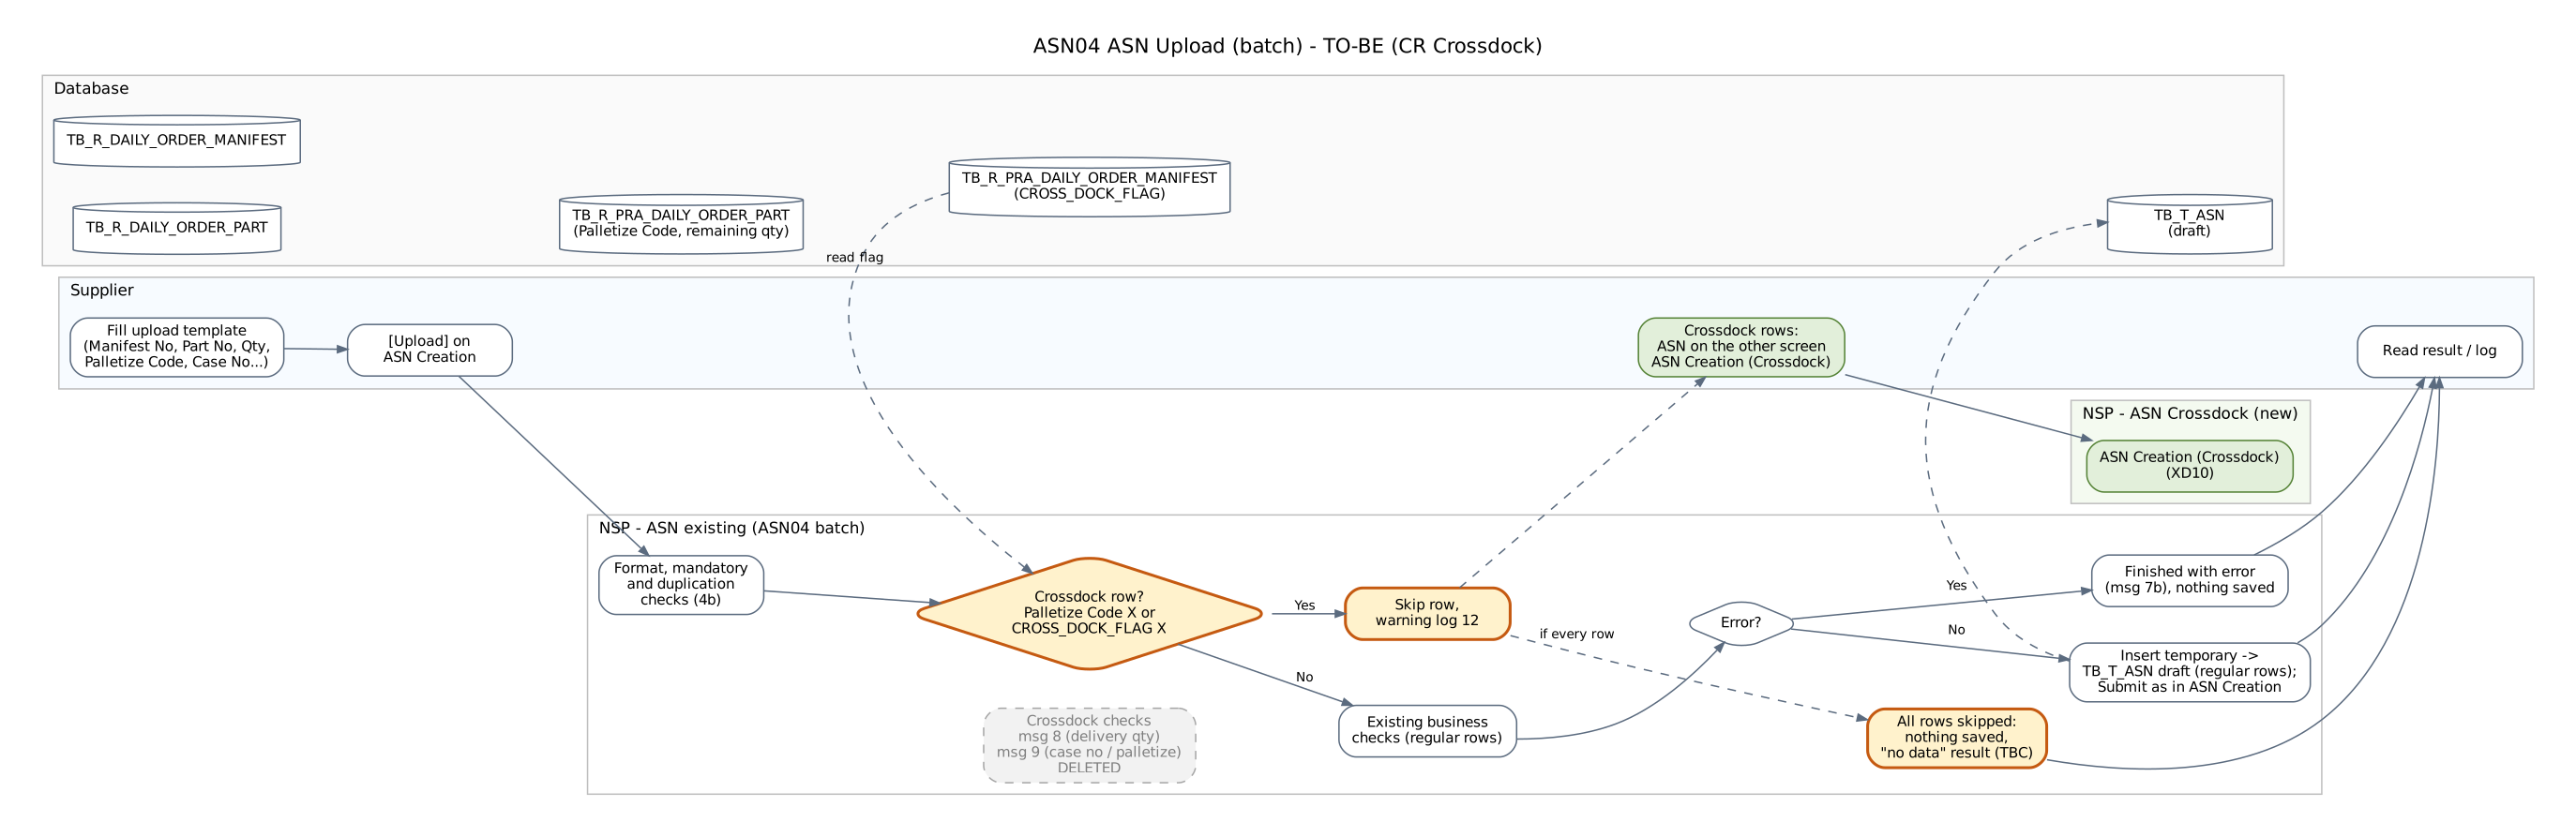 ASN04 ASN Upload (batch) - TO-BE (CR Crossdock)
Database
TB_R_DAILY_ORDER_MANIFEST
TB_R_DAILY_ORDER_PART
TB_R_PRA_DAILY_ORDER_PART
(Palletize Code, remaining qty)
TB_R_PRA_DAILY_ORDER_MANIFEST
(CROSS_DOCK_FLAG)
TB_T_ASN
(draft)
read flag
Supplier
Fill upload template
(Manifest No, Part No, Qty,
Palletize Code, Case No...)
[Upload] on
ASN Creation
Crossdock rows:
ASN on the other screen
ASN Creation (Crossdock)
Read result / log
NSP - ASN Crossdock (new)
ASN Creation (Crossdock)
(XD10)
NSP - ASN existing (ASN04 batch)
Format, mandatory
and duplication
checks (4b)
Crossdock row?
Palletize Code X or
CROSS_DOCK_FLAG X
Yes
Skip row,
warning log 12
if every row
No
Existing business
checks (regular rows)
Crossdock checks
msg 8 (delivery qty)
msg 9 (case no / palletize)
DELETED
Error?
Yes
No
Finished with error
(msg 7b), nothing saved
Insert temporary ->
TB_T_ASN draft (regular rows);
Submit as in ASN Creation
All rows skipped:
nothing saved,
"no data" result (TBC)